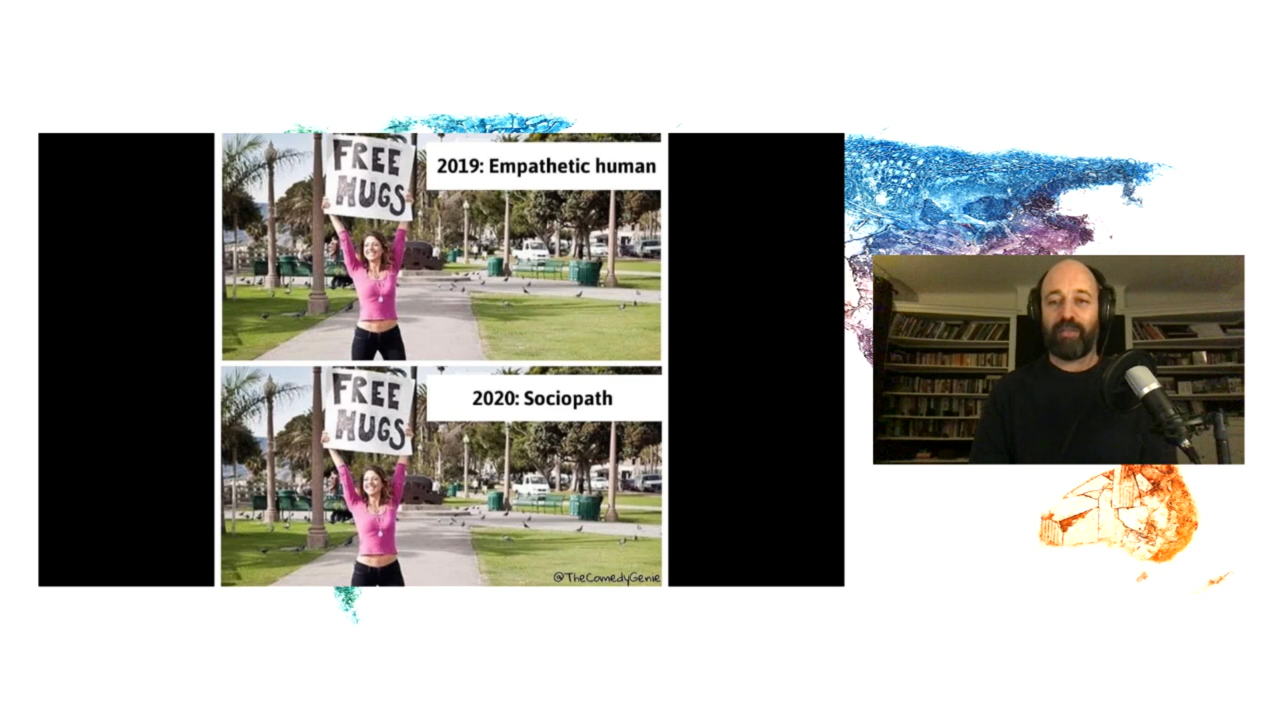 FREE
HUGS
2019: Empathetic human
FREE
HUGS
2020: Sociopath
@TheComedyGenie